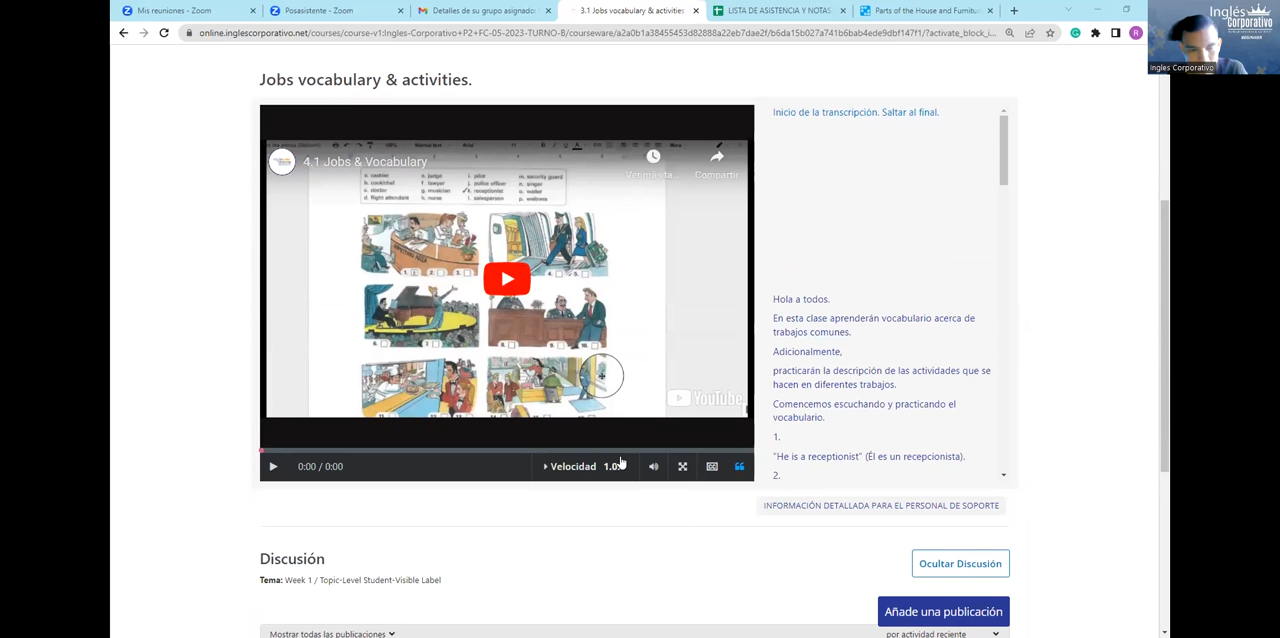 Mis reuniones - Zoom
Posasistente - Zoom
Detalles de su grupo asignado:
3.1 Jobs vocabulary & activities
LISTA DE ASISTENCIA Y NOTAS
Parts of the House and Furnitu
online.inglescorporativo.net/courses/course-v1:Ingles-Corporativo+P2+FC-05-2023-TURNO-B/courseware/a2a0b1a38455453d82888a22eb7dae2f/b6da15b027a741b6bab4ede9dbf147f1/?activate_block_i...
Inglés
Corporativo
BEGINNER
Ingles Corporativo
Jobs vocabulary & activities.
4.1 Jobs & Vocabulary
Compartir
a. cashier e. judge i. pilot m. security guard
b. cook/chef f. lawyer j. police officer n. singer
c. doctor g. musician k. receptionist o. waiter
d. flight attendant h. nurse l. salesperson p. waitress
YouTube
0:00 / 0:00
Velocidad 1.0x
Inicio de la transcripción. Saltar al final.
Hola a todos.
En esta clase aprenderán vocabulario acerca de
trabajos comunes.
Adicionalmente,
practicarán la descripción de las actividades que se
hacen en diferentes trabajos.
Comencemos escuchando y practicando el
vocabulario.
1.
"He is a receptionist" (Él es un recepcionista).
2.
INFORMACIÓN DETALLADA PARA EL PERSONAL DE SOPORTE
Discusión
Ocultar Discusión
Tema: Week 1 / Topic-Level Student-Visible Label
Añade una publicación
Mostrar todas las publicaciones
por actividad reciente